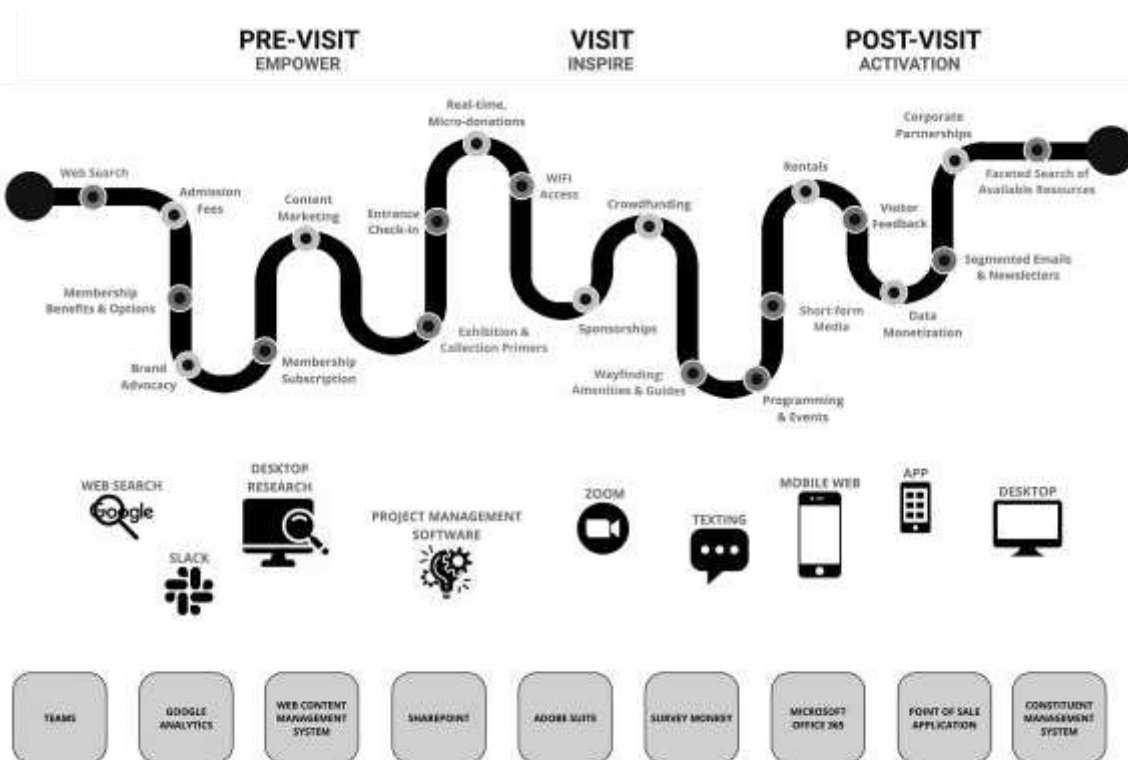 PRE-VISIT
EMPOWER
VISIT
INSPIRE
POST-VISIT
ACTIVATION
Web Search
Admission
Fees
Membership
Benefits & Options
Brand
Advocacy
Membership
Subscription
Content
Marketing
Exhibition &
Collection Primers
Entrance
Check-in
Real-time,
Micro-donations
WIFI
Access
Sponsorships
Crowdfunding
Wayfinding:
Amenities & Guides
Programming
& Events
Short-form
Media
Rentals
Visitor
Feedback
Data
Monetization
Segmented Emails
& Newsletters
Corporate
Partnerships
Faceted Search of
Available Resources
WEB SEARCH
Google
SLACK
DESKTOP
RESEARCH
PROJECT MANAGEMENT
SOFTWARE
ZOOM
TEXTING
MOBILE WEB
APP
DESKTOP
TEAMS
GOOGLE
ANALYTICS
WEB CONTENT
MANAGEMENT
SYSTEM
SHAREPOINT
ADOBE SUITE
SURVEY MONKEY
MICROSOFT
OFFICE 365
POINT OF SALE
APPLICATION
CONSTITUENT
MANAGEMENT
SYSTEM